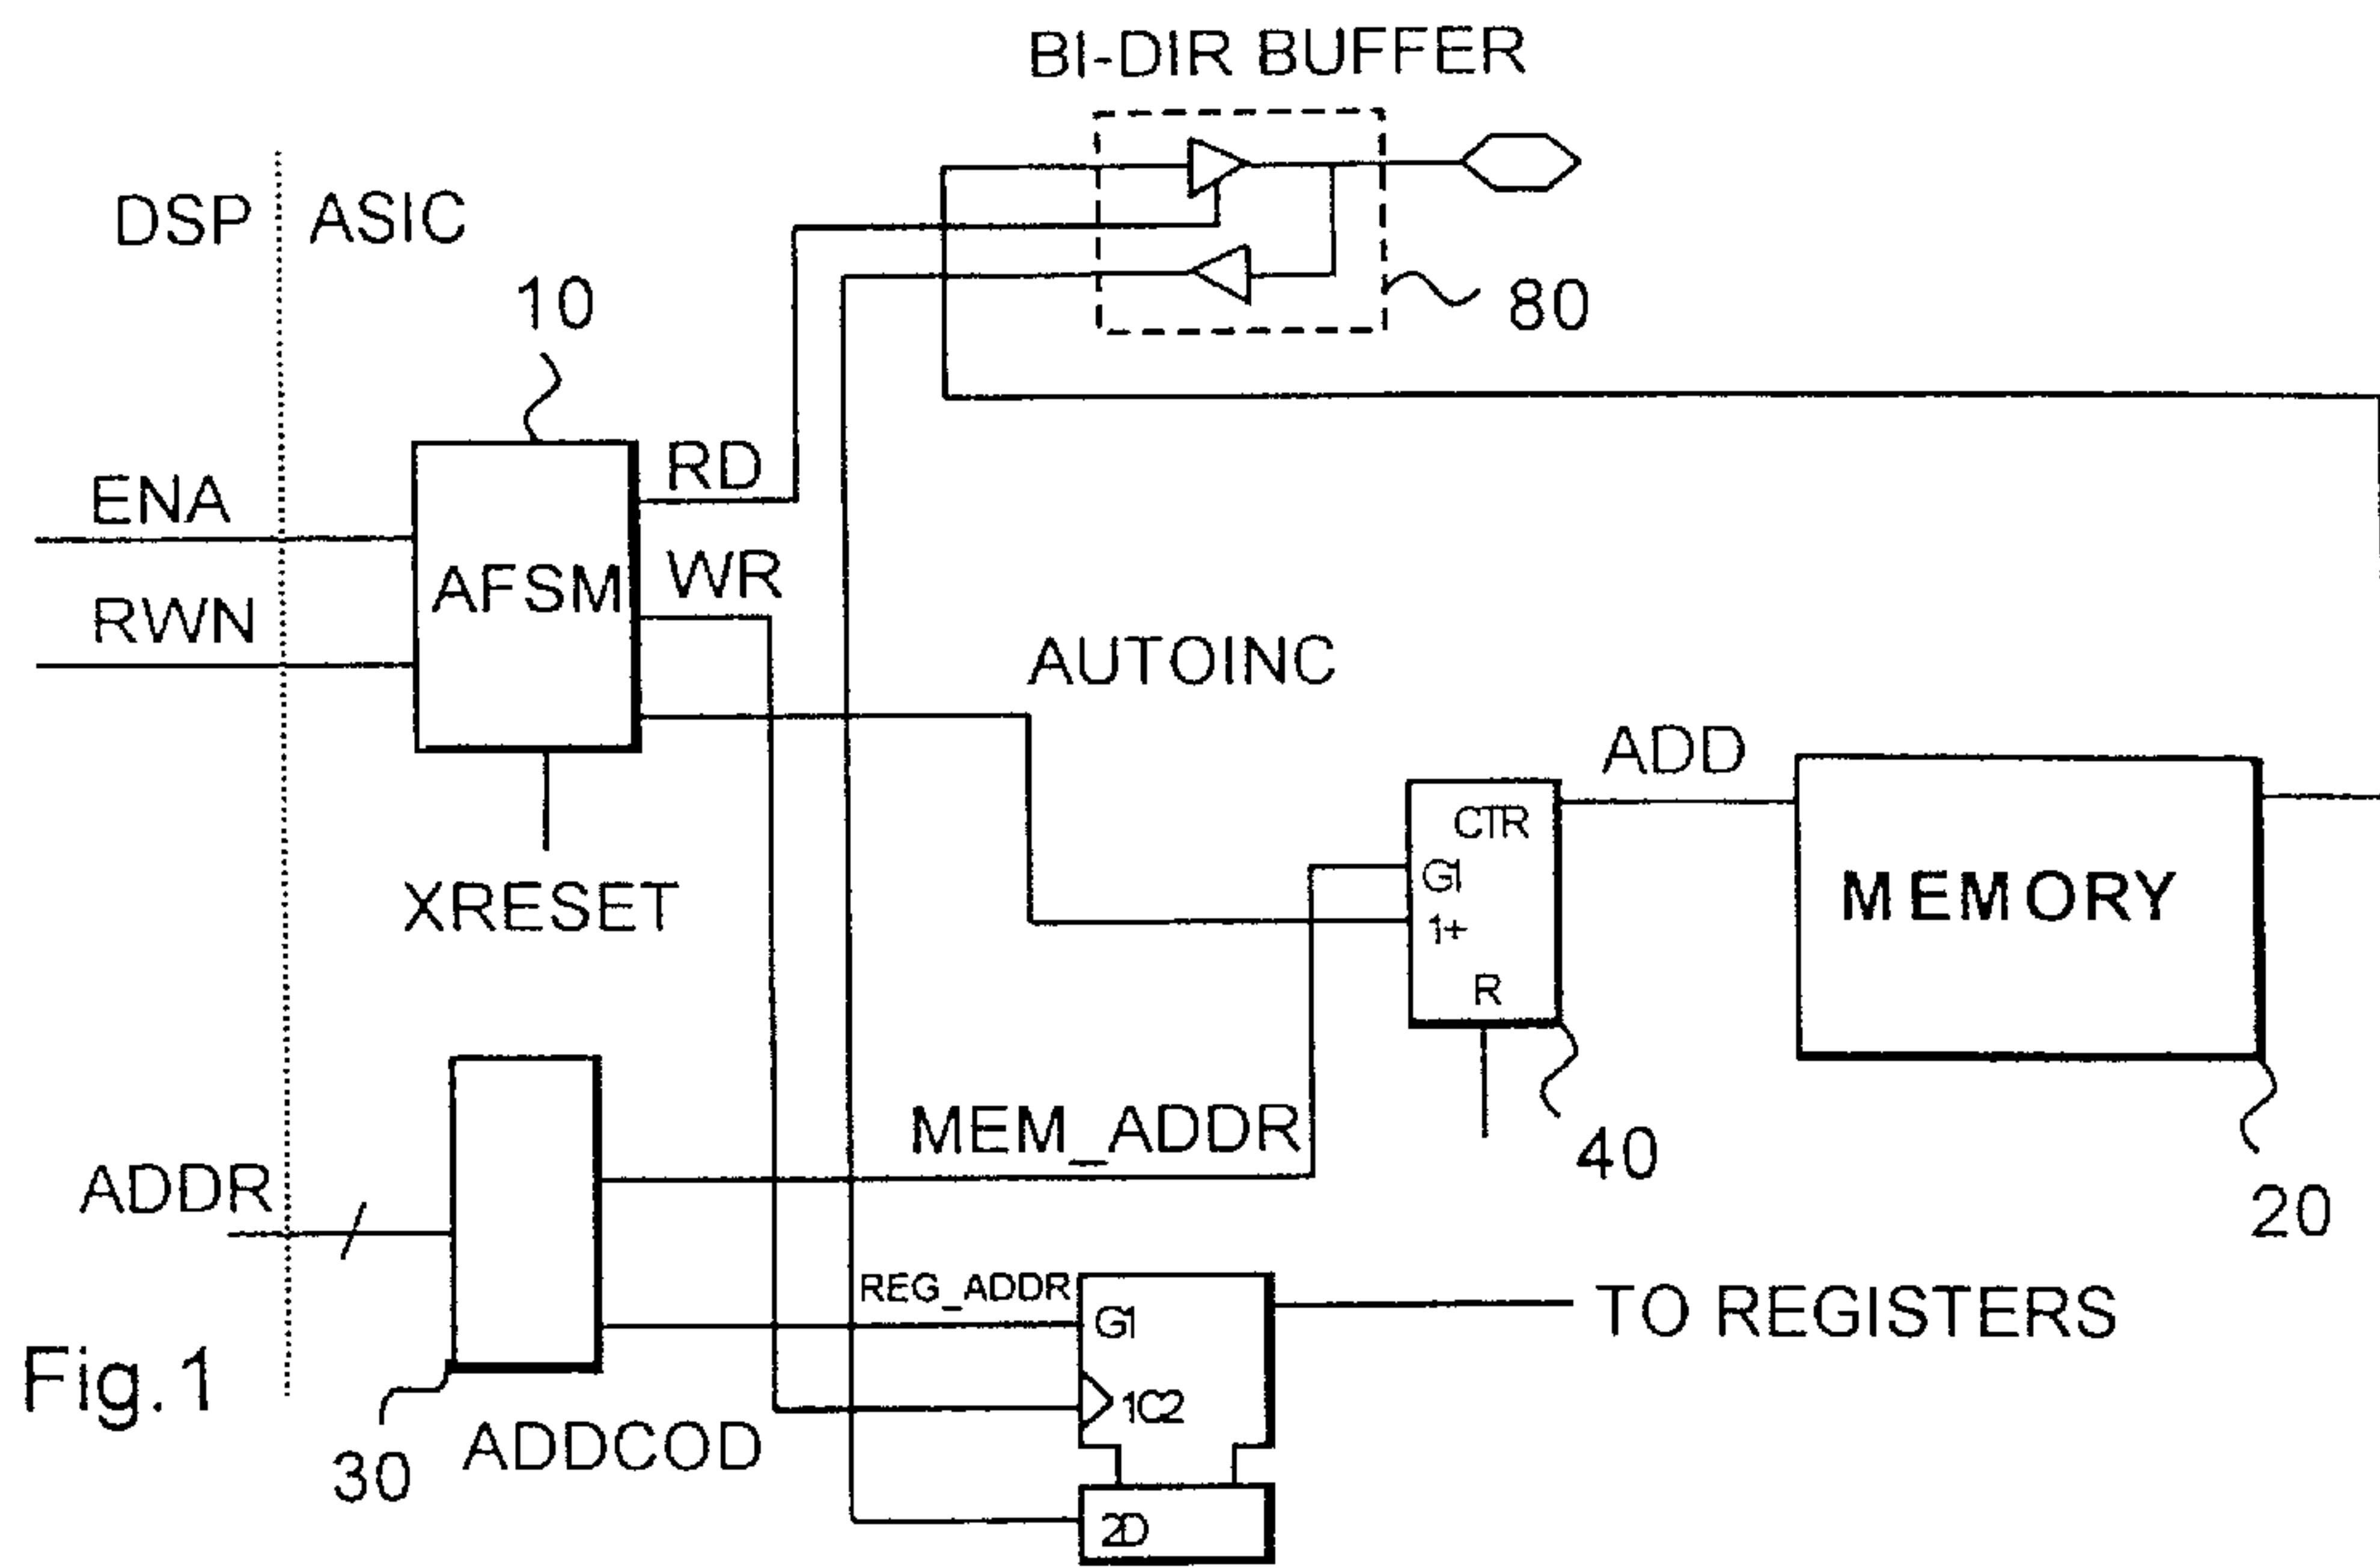 BI-DIR BUFFER
DSP
ASIC
10
80
ENA
RD
AFSM
WR
RWN
AUTOINC
ADD
CTR
G1
1+
R
MEMORY
XRESET
MEM_ADDR
40
ADDR
20
REG_ADDR
G1
TO REGISTERS
Fig.1
1C2
30
ADDCOD
2D